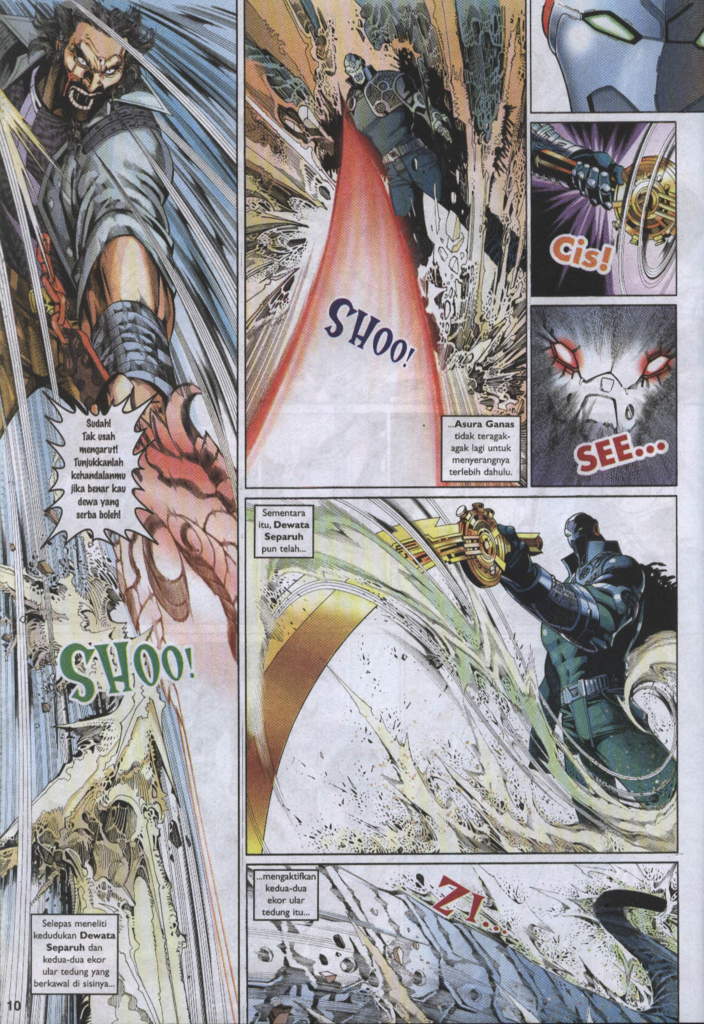 Sudah!
Tak usah
mengarut!
Tunjukkanlah
kehandalanmu
jika benar kau
dewa yang
serba boleh!
SHOO!
Selepas meneliti
kedudukan Dewata
Separuh dan
kedua-dua ekor
ular tedung yang
berkawal di sisinya...
SHOO!
...Asura Ganas
tidak teragak-
agak lagi untuk
menyerangnya
terlebih dahulu.
Cis!
SEE...
Sementara
itu, Dewata
Separuh
pun telah...
...mengaktifkan
kedua-dua
ekor ular
tedung itu...
ZI...
10